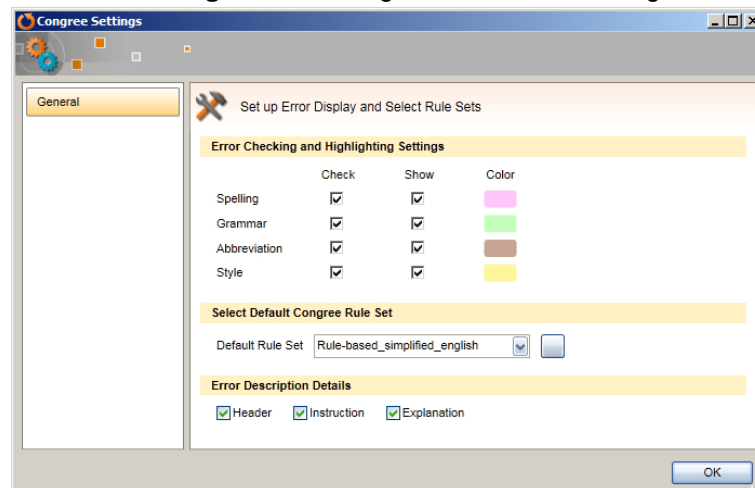 Congree Settings
General
Set up Error Display and Select Rule Sets
Error Checking and Highlighting Settings
Check Show Color
Spelling
Grammar
Abbreviation
Style
Select Default Congree Rule Set
Default Rule Set Rule-based_simplified_english
Error Description Details
Header Instruction Explanation
OK